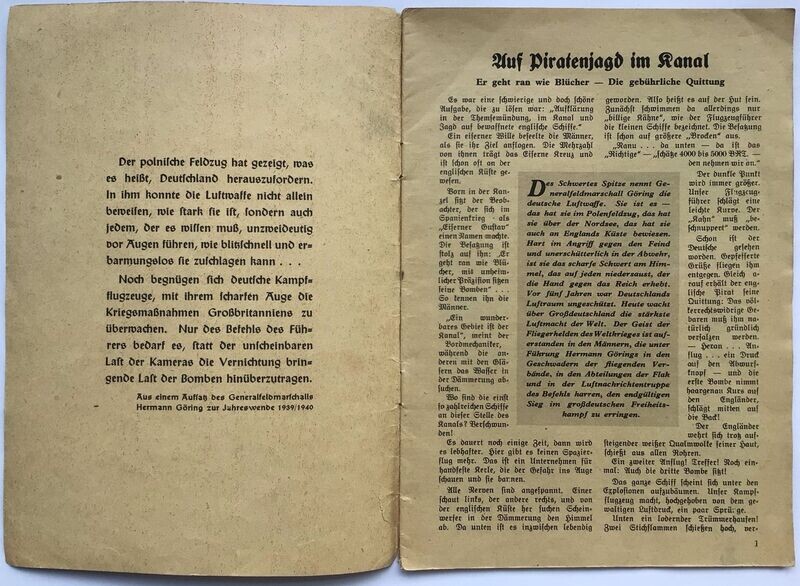 Der polnische Feldzug hat gezeigt, was
es heißt, Deutschland herauszufordern.
In ihm konnte die Luftwaffe nicht allein
beweisen, wie stark sie ist, sondern auch
jedem, der es wissen muß, unzweideutig
vor Augen führen, wie blitschnell und er-
barmungslos sie zuschlagen kann . . .
Noch begnügen sich deutsche Kampf-
flugzeuge, mit ihrem scharfen Auge die
Kriegsmaßnahmen Großbritanniens zu
überwachen. Nur des Befehls des Füh-
rers bedarf es, statt der unscheinbaren
Last der Kameras die Vernichtung brin-
gende Last der Bomben hinüberzutragen.
Aus einem Aufsatz des Generalfeldmarschalls
Hermann Göring zur Jahreswende 1939/1940
Auf Piratenjagd im Kanal
Er geht ran wie Blücher — Die gebührliche Quittung
Es war eine schwierige und doch schöne
Aufgabe, die zu lösen war: „Aufklärung
in der Themsemündung, im Kanal und
Jagd auf bewaffnete englische Schiffe.“
Ein eiserner Wille beseelte die Männer,
als sie ihr Ziel anflogen. Die Mehrzahl
von ihnen trägt das Eiserne Kreuz und
ist schon oft an der
englischen Küste ge-
wesen.
Vorn in der Kan-
zel sitzt der Beob-
achter, der sich im
Spanienkrieg als
„Eiserner Gustav“
einen Namen machte.
Die Besatzung ist
stolz auf ihn: „Er
geht ran wie Blü-
cher, mit unheim-
licher Präzision sitzen
seine Bomben“ . . .
So kennen ihn die
Männer.
„Ein wunder-
bares Gebiet ist der
Kanal“, meint der
Bordmechaniker,
während die an-
deren mit den Glä-
sern das Wasser in
der Dämmerung ab-
suchen.
Wo sind die einst
so zahlreichen Schiffe
an dieser Stelle des
Kanals? Verschwun-
den!
Es dauert noch einige Zeit, dann wird
es lebhafter. Hier gibt es keinen Spazier-
flug mehr. Das ist ein Unternehmen für
handfeste Kerle, die der Gefahr ins Auge
schauen und sie bannen.
Alle Nerven sind angespannt. Einer
schaut links, der andere rechts, und von
der englischen Küste her suchen Schein-
werfer in der Dämmerung den Himmel
ab. Da unten ist es inzwischen lebendig
Des Schwertes Spitze nennt Ge-
neralfeldmarschall Göring die
deutsche Luftwaffe. Sie ist es —
das hat sie im Polenfeldzug, das hat
sie über der Nordsee, das hat sie
auch an Englands Küste bewiesen.
Hart im Angriff gegen den Feind
und unerschütterlich in der Abwehr,
ist sie das scharfe Schwert am Him-
mel, das auf jeden niedersaust, der
die Hand gegen das Reich erhebt.
Vor fünf Jahren war Deutschlands
Luftraum ungeschützt. Heute wacht
über Großdeutschland die stärkste
Luftmacht der Welt. Der Geist der
Fliegerhelden des Weltkrieges ist auf-
erstanden in den Männern, die unter
Führung Hermann Görings in den
Geschwadern der fliegenden Ver-
bände, in den Abteilungen der Flak
und in der Luftnachrichtentruppe
des Befehls harren, den endgültigen
Sieg im großdeutschen Freiheits-
kampf zu erringen.
geworden. Also heißt es auf der Hut sein.
Zunächst schwimmen da allerdings nur
„billige Kähne“, wie der Flugzeugführer
die kleinen Schiffe bezeichnet. Die Besatzung
ist schon auf größere „Brocken“ aus.
„Nanu . . . da unten — da ist das
„Richtige“ — „schätze 4000 bis 5000 BRT. —
den nehmen wir an.“
Der dunkle Punkt
wird immer größer.
Unser Flugzeug-
führer schlägt eine
leichte Kurve. Der
„Kahn“ muß „be-
schnuppert“ werden.
Schon ist der
Deutsche gesehen
worden. Gepfefferte
Grüße fliegen ihm
entgegen. Gleich d-
rauf erhält der eng-
lische Pirat seine
Quittung: Das völ-
kerrechtswidrige Ge-
baren muß ihm na-
türlich gründlich
versalzen werden.
— Heran . . . An-
flug . . . ein Druck
auf den Abwurf-
knopf — und die
erste Bombe nimmt
haargenau Kurs auf
den Engländer,
schlägt mitten auf
die Back!
Der Engländer
wehrt sich trotz auf-
steigender weißer Qualmwolke seiner Haut,
schießt aus allen Rohren.
Ein zweiter Anflug! Treffer! Noch ein-
mal: Auch die dritte Bombe sitzt!
Das ganze Schiff scheint sich unter den
Explosionen aufzubäumen. Unser Kampf-
flugzeug macht, hochgehoben von dem ge-
waltigen Luftdruck, ein paar Sprünge.
Unten ein lodernder Trümmerhaufen!
Zwei Stichflammen schießen hoch, ver-
1